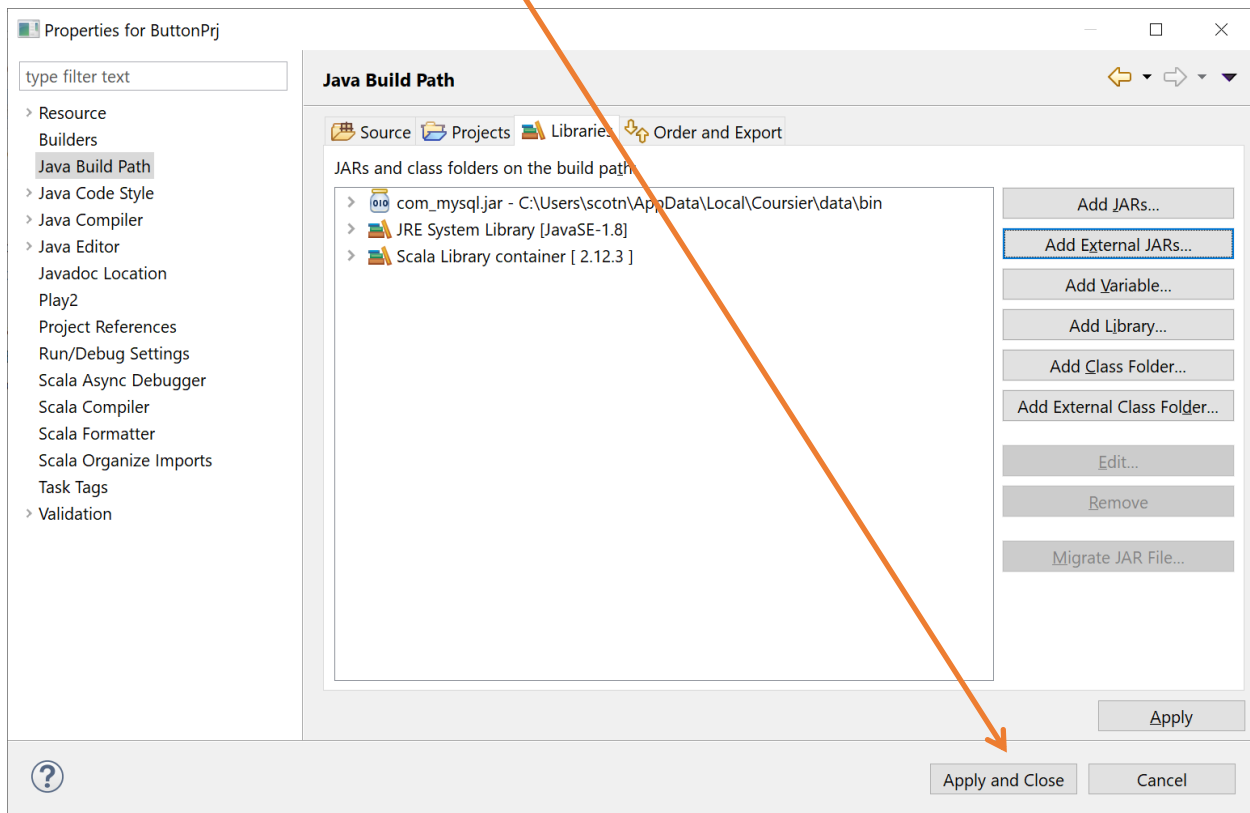 Properties for ButtonPrj
type filter text
Resource
Builders
Java Build Path
Java Code Style
Java Compiler
Java Editor
Javadoc Location
Play2
Project References
Run/Debug Settings
Scala Async Debugger
Scala Compiler
Scala Formatter
Scala Organize Imports
Task Tags
Validation
Java Build Path
Source Projects Libraries Order and Export
JARs and class folders on the build path:
010 com_mysql.jar - C:\Users\scotn\AppData\Local\Coursier\data\bin
JRE System Library [JavaSE-1.8]
Scala Library container [ 2.12.3 ]
Add JARs...
Add External JARs...
Add Variable...
Add Library...
Add Class Folder...
Add External Class Folder...
Edit...
Remove
Migrate JAR File...
Apply
?
Apply and Close Cancel